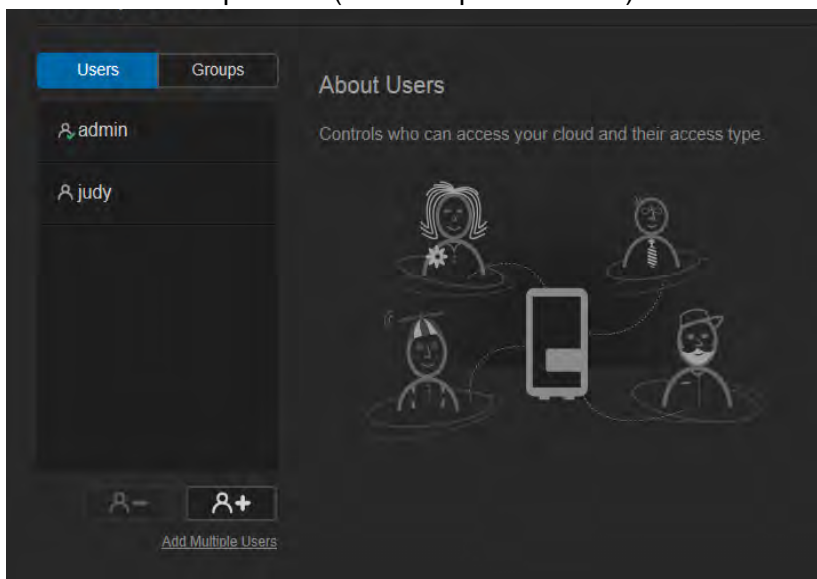 Users
Groups
About Users
admin
Controls who can access your cloud and their access type.
judy
Add Multiple Users